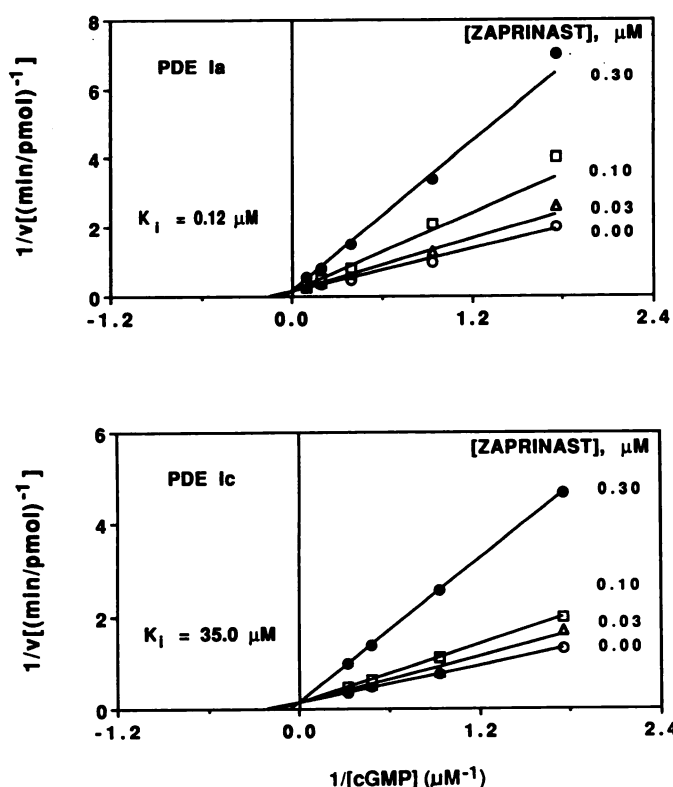 8
[ZAPRINAST], μM
PDE Ia
0.30
6
1/v[(min/pmol)⁻¹]
4
0.10
Kᵢ = 0.12 μM
0.03
2
0.00
0
-1.2
0.0
1.2
2.4
6
[ZAPRINAST], μM
PDE Ic
0.30
4
1/v[(min/pmol)⁻¹]
0.10
2
0.03
Kᵢ = 35.0 μM
0.00
0
-1.2
0.0
1.2
2.4
1/[cGMP] (μM⁻¹)